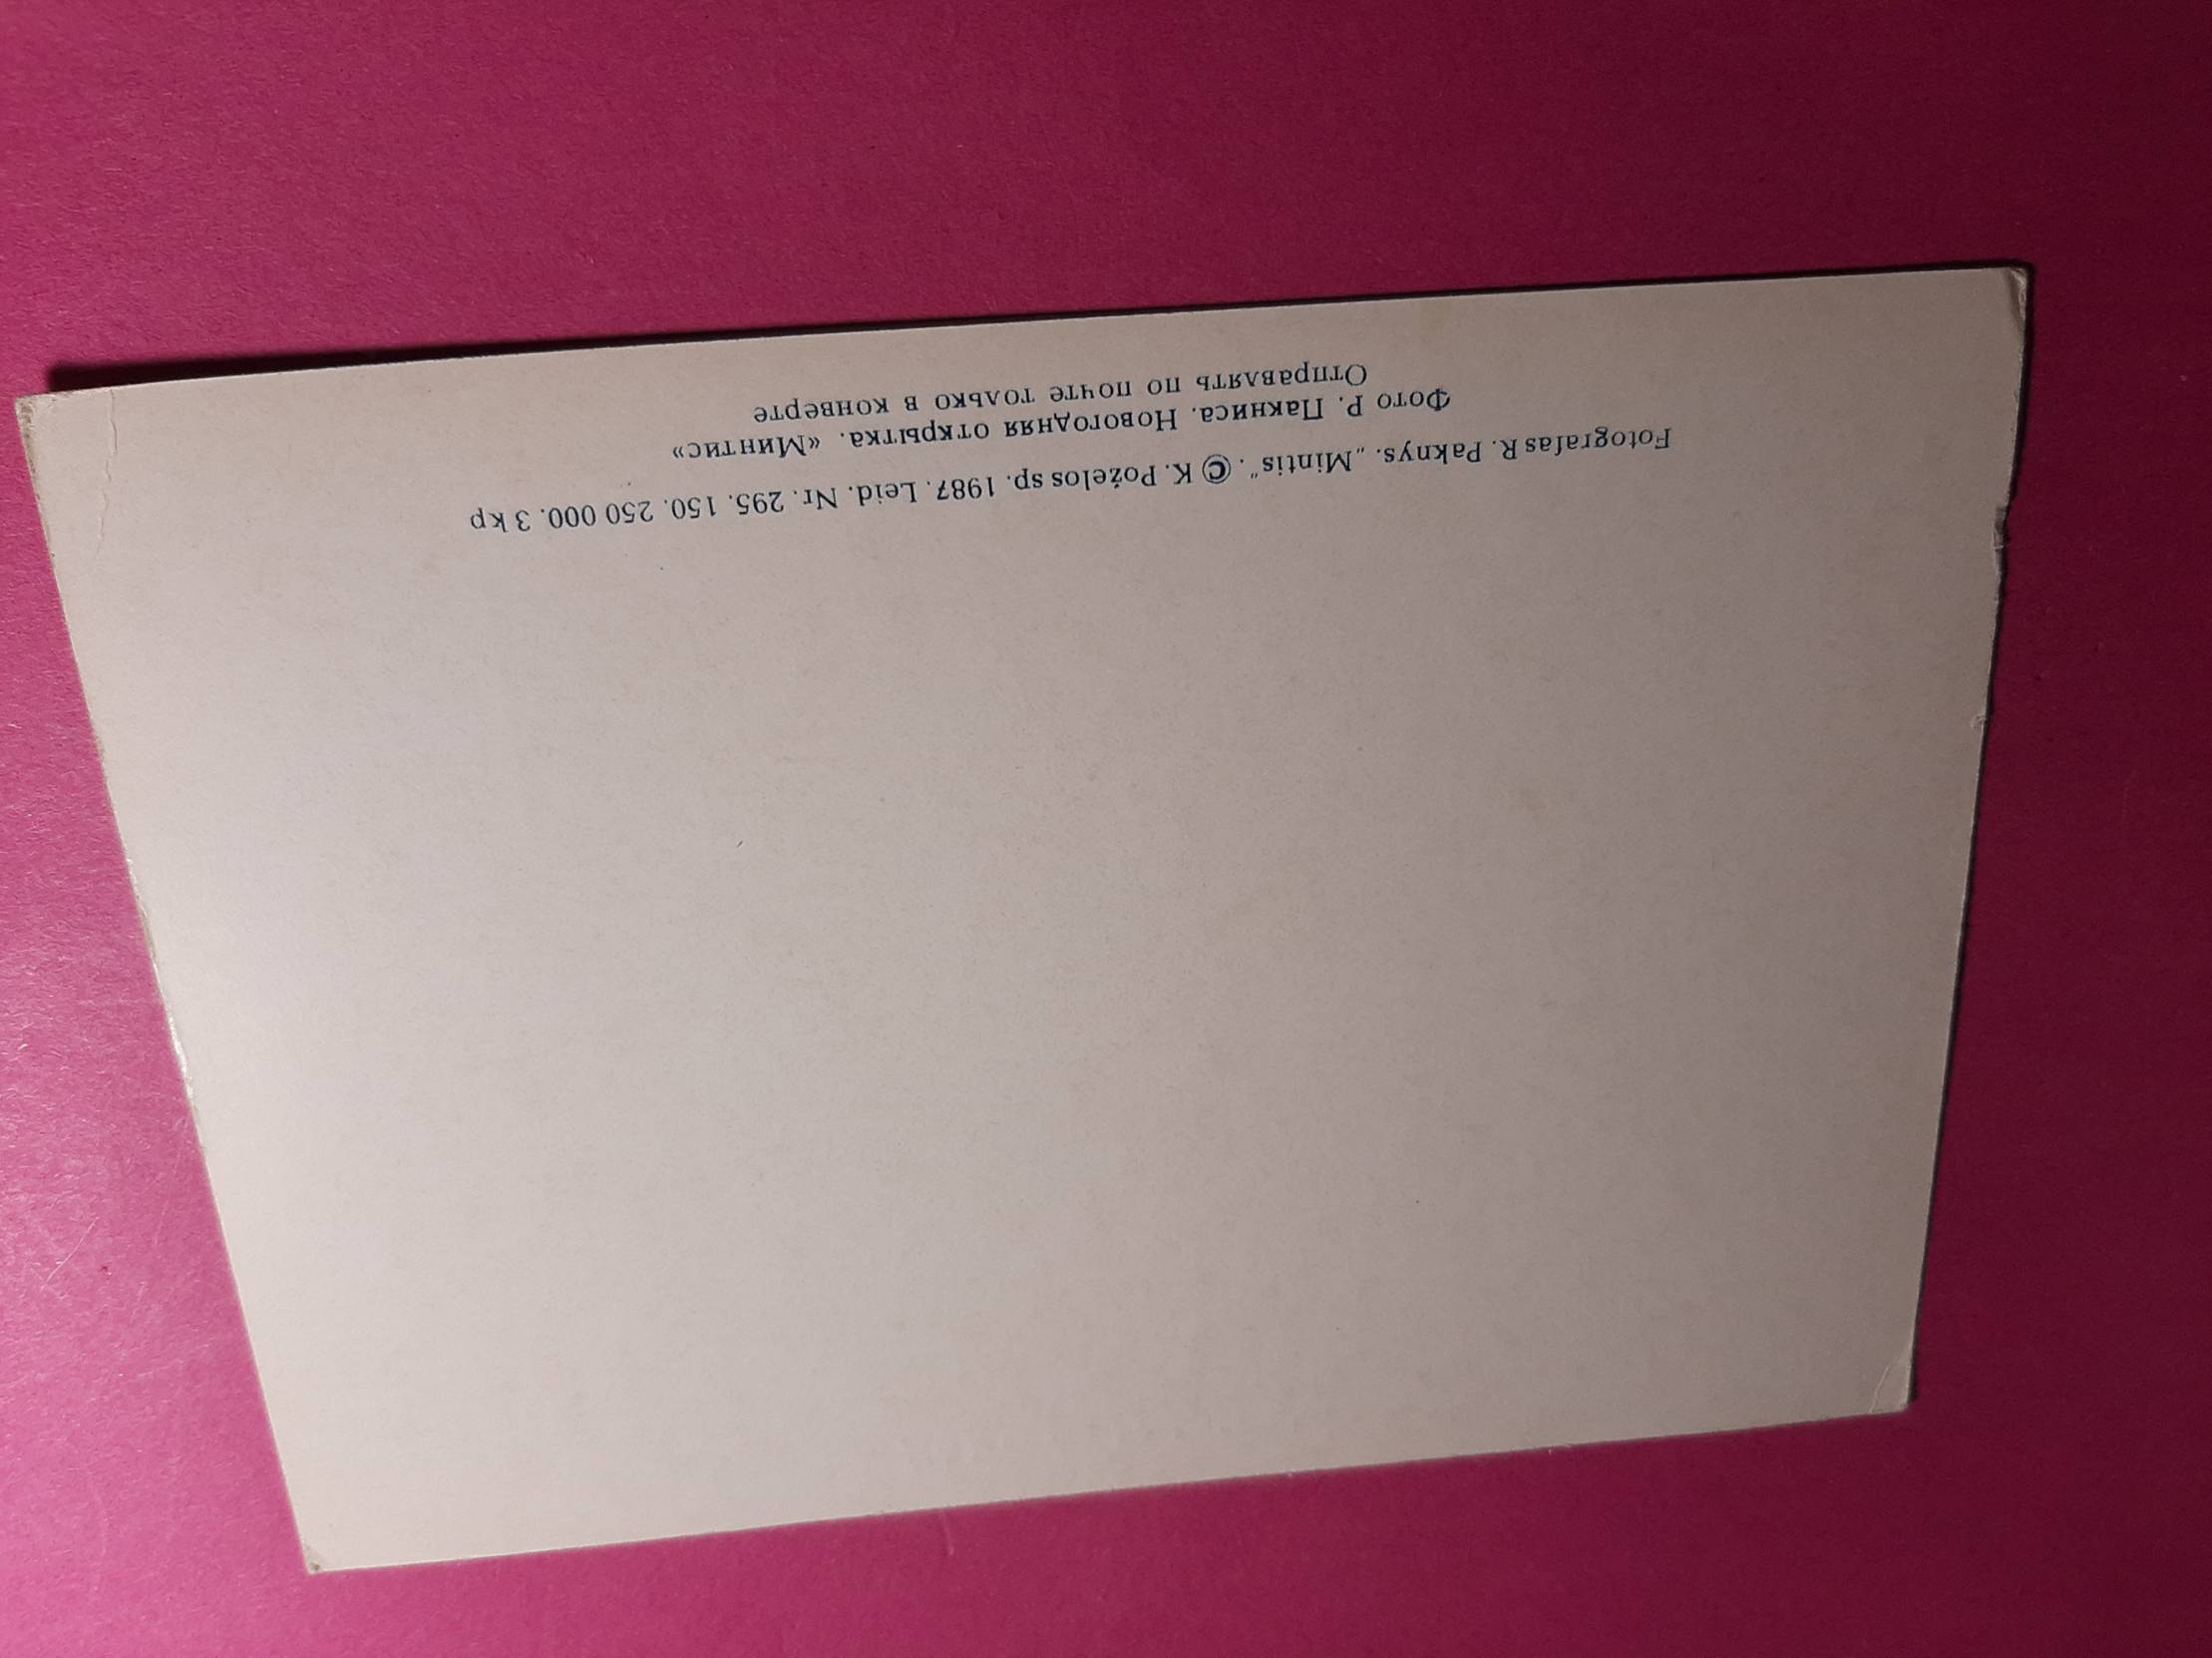 Fotografas R. Paknys. „Mintis“. © K. Poželos sp. 1987. Leid. Nr. 295. 150. 250 000. 3 kp
Фото Р. Пакниса. Новогодняя открытка. «Минтис»
Отправлять по почте только в конверте